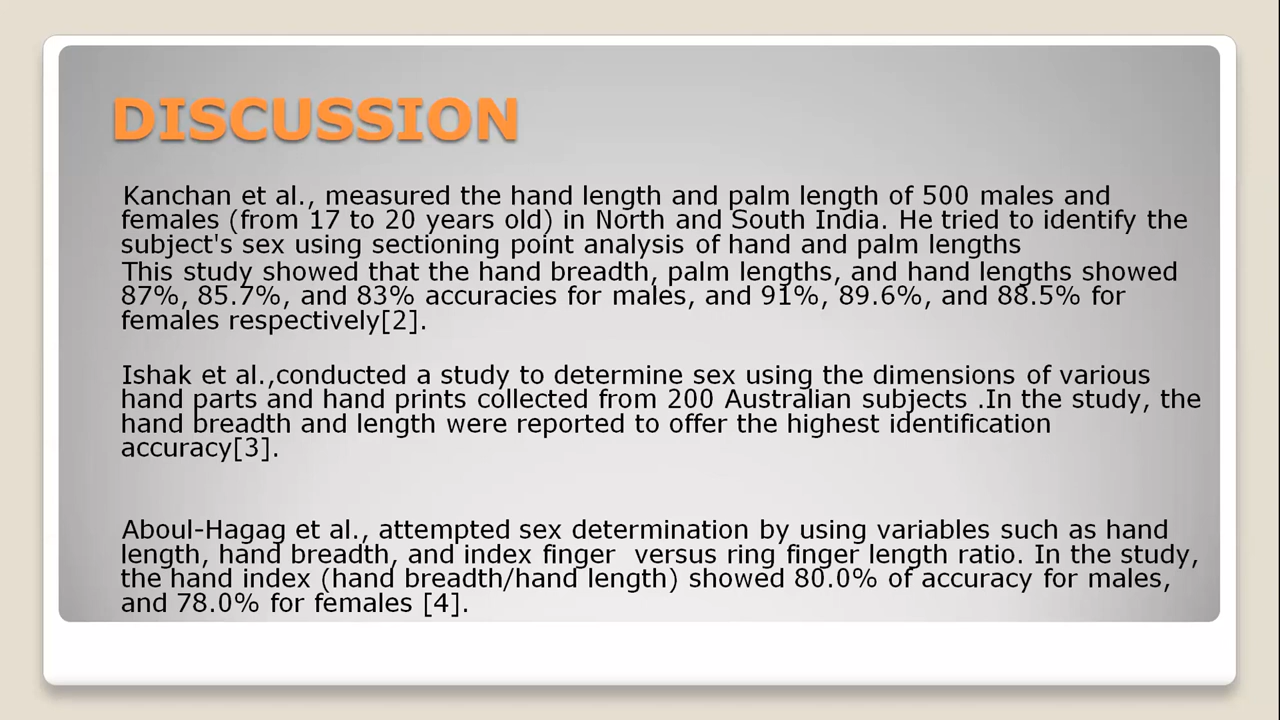 DISCUSSION
Kanchan et al., measured the hand length and palm length of 500 males and
females (from 17 to 20 years old) in North and South India. He tried to identify the
subject's sex using sectioning point analysis of hand and palm lengths
This study showed that the hand breadth, palm lengths, and hand lengths showed
87%, 85.7%, and 83% accuracies for males, and 91%, 89.6%, and 88.5% for
females respectively[2].
Ishak et al.,conducted a study to determine sex using the dimensions of various
hand parts and hand prints collected from 200 Australian subjects .In the study, the
hand breadth and length were reported to offer the highest identification
accuracy[3].
Aboul-Hagag et al., attempted sex determination by using variables such as hand
length, hand breadth, and index finger  versus ring finger length ratio. In the study,
the hand index (hand breadth/hand length) showed 80.0% of accuracy for males,
and 78.0% for females [4].